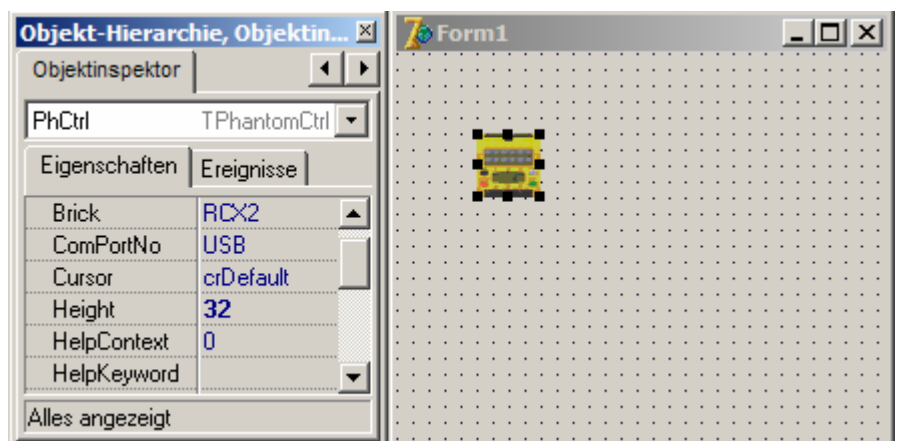 Objekt-Hierarchie, Objektin...
Objektinspektor
PhCtrl TPhantomCtrl
Eigenschaften Ereignisse
Brick RCX2
ComPortNo USB
Cursor crDefault
Height 32
HelpContext 0
HelpKeyword
Alles angezeigt
7 Form1